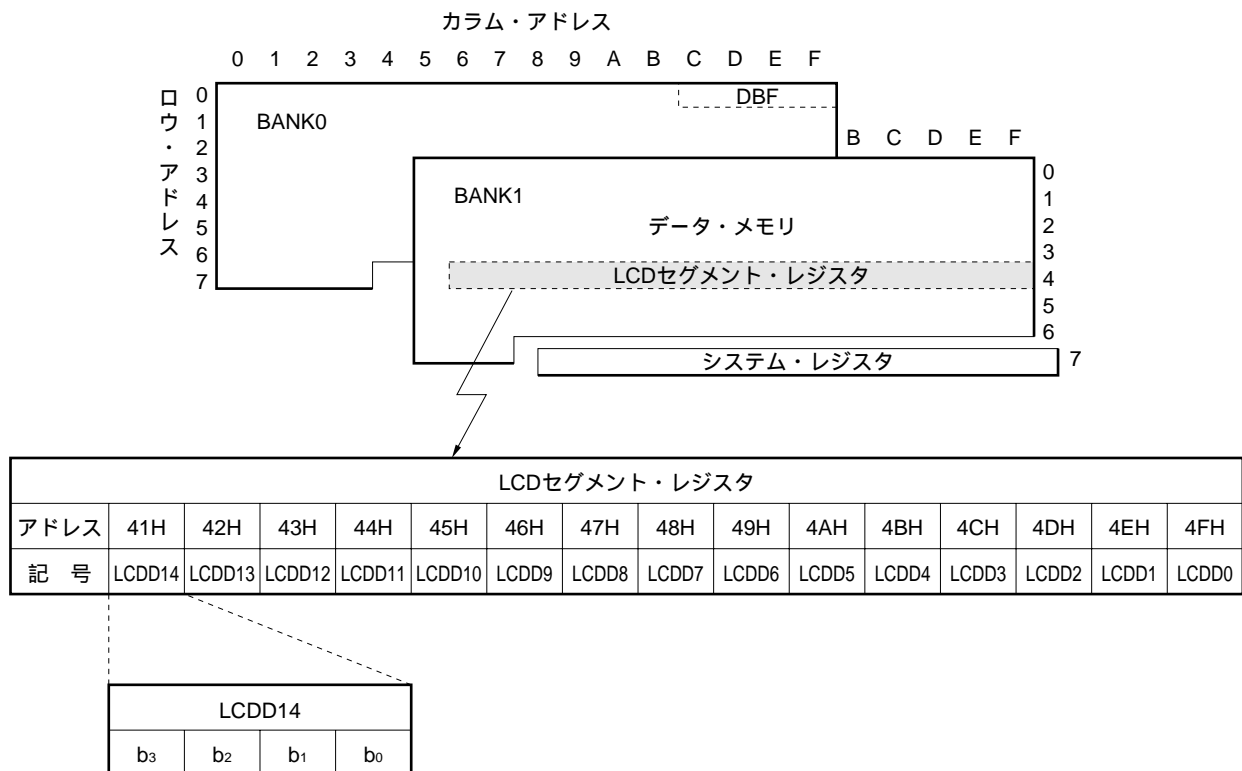 カラム・アドレス
0 1 2 3 4 5 6 7 8 9 A B C D E F
ロウ・アドレス
0
1
2
3
4
5
6
7
DBF
BANK0
B C D E F
BANK1
データ・メモリ
LCDセグメント・レジスタ
0
1
2
3
4
5
6
システム・レジスタ 7
LCDセグメント・レジスタ
アドレス 41H 42H 43H 44H 45H 46H 47H 48H 49H 4AH 4BH 4CH 4DH 4EH 4FH
記 号 LCDD14 LCDD13 LCDD12 LCDD11 LCDD10 LCDD9 LCDD8 LCDD7 LCDD6 LCDD5 LCDD4 LCDD3 LCDD2 LCDD1 LCDD0
LCDD14
b₃ b₂ b₁ b₀